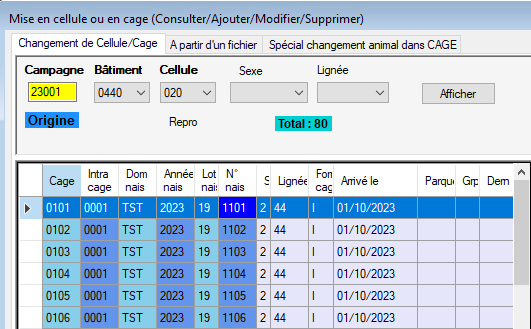 Mise en cellule ou en cage (Consulter/Ajouter/Modifier/Supprimer)
Changement de Cellule/Cage A partir d'un fichier Spécial changement animal dans CAGE
Campagne Bâtiment Cellule Sexe Lignée
23001 0440 020 Afficher
Origine Repro Total : 80
Cage Intra cage Dom nais Année nais Lot nais N° nais S Lignée Forr cag Arrivé le Parque Grp Dem
0101 0001 TST 2023 19 1101 2 44 I 01/10/2023
0102 0001 TST 2023 19 1102 2 44 I 01/10/2023
0103 0001 TST 2023 19 1103 2 44 I 01/10/2023
0104 0001 TST 2023 19 1104 2 44 I 01/10/2023
0105 0001 TST 2023 19 1105 2 44 I 01/10/2023
0106 0001 TST 2023 19 1106 2 44 I 01/10/2023